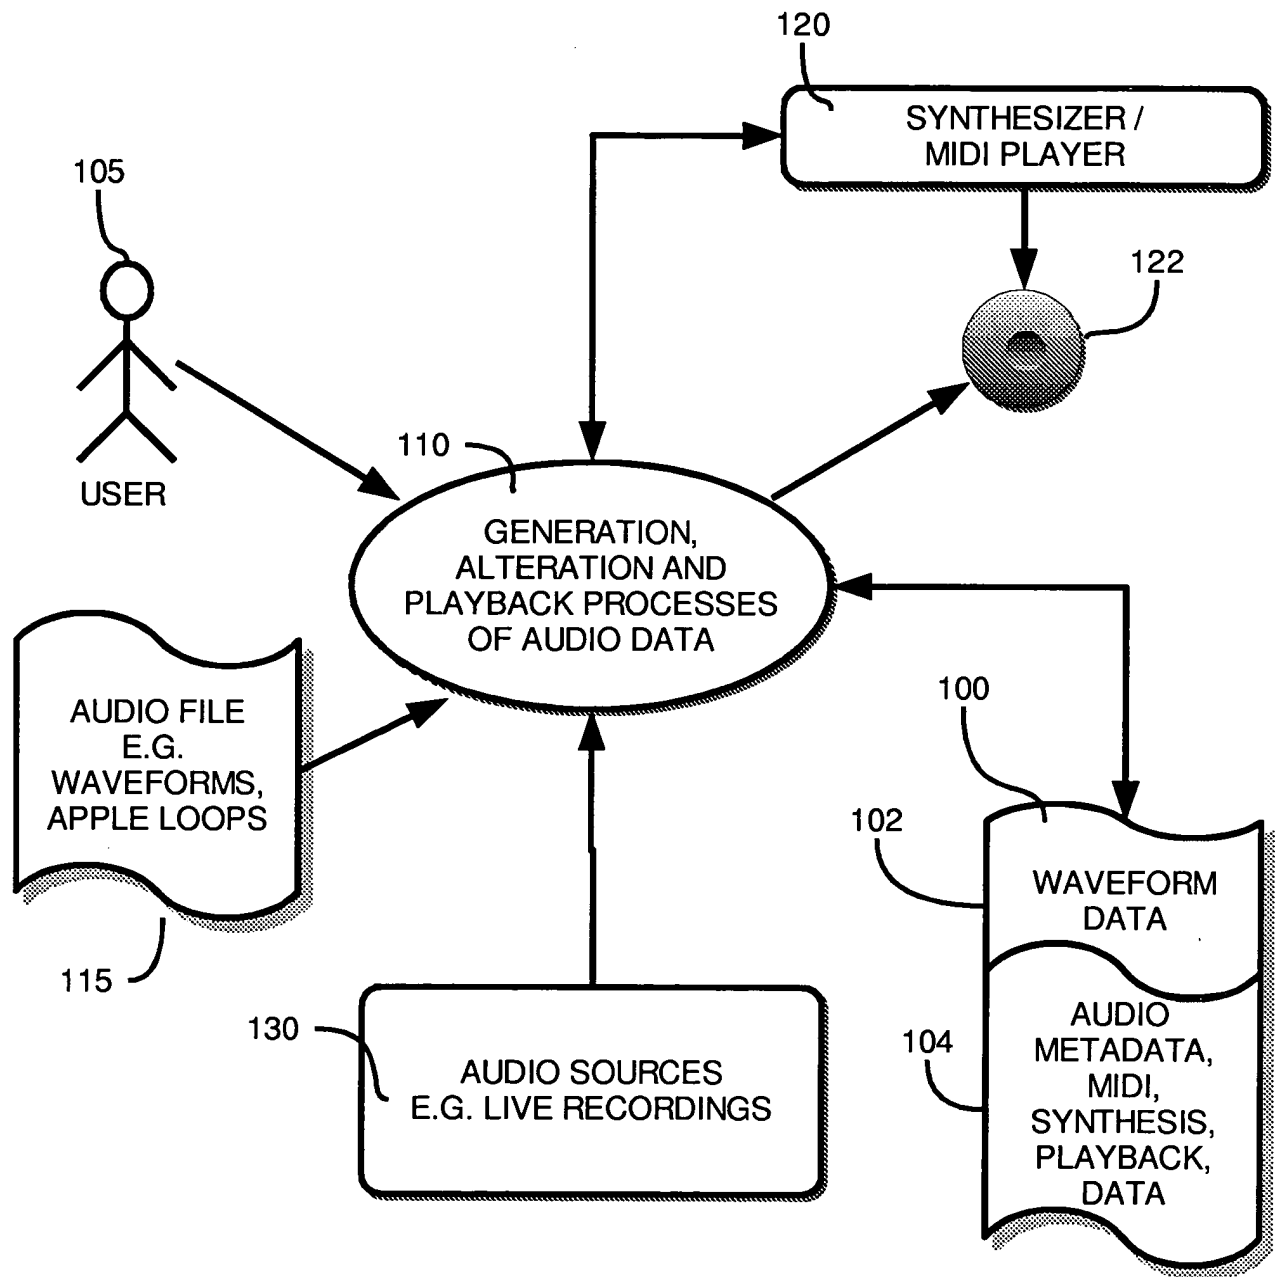 120
SYNTHESIZER /
MIDI PLAYER
105
122
USER
110
GENERATION,
ALTERATION AND
PLAYBACK PROCESSES
OF AUDIO DATA
AUDIO FILE
E.G.
WAVEFORMS,
APPLE LOOPS
115
100
102
WAVEFORM
DATA
104
AUDIO
METADATA,
MIDI,
SYNTHESIS,
PLAYBACK,
DATA
130
AUDIO SOURCES
E.G. LIVE RECORDINGS